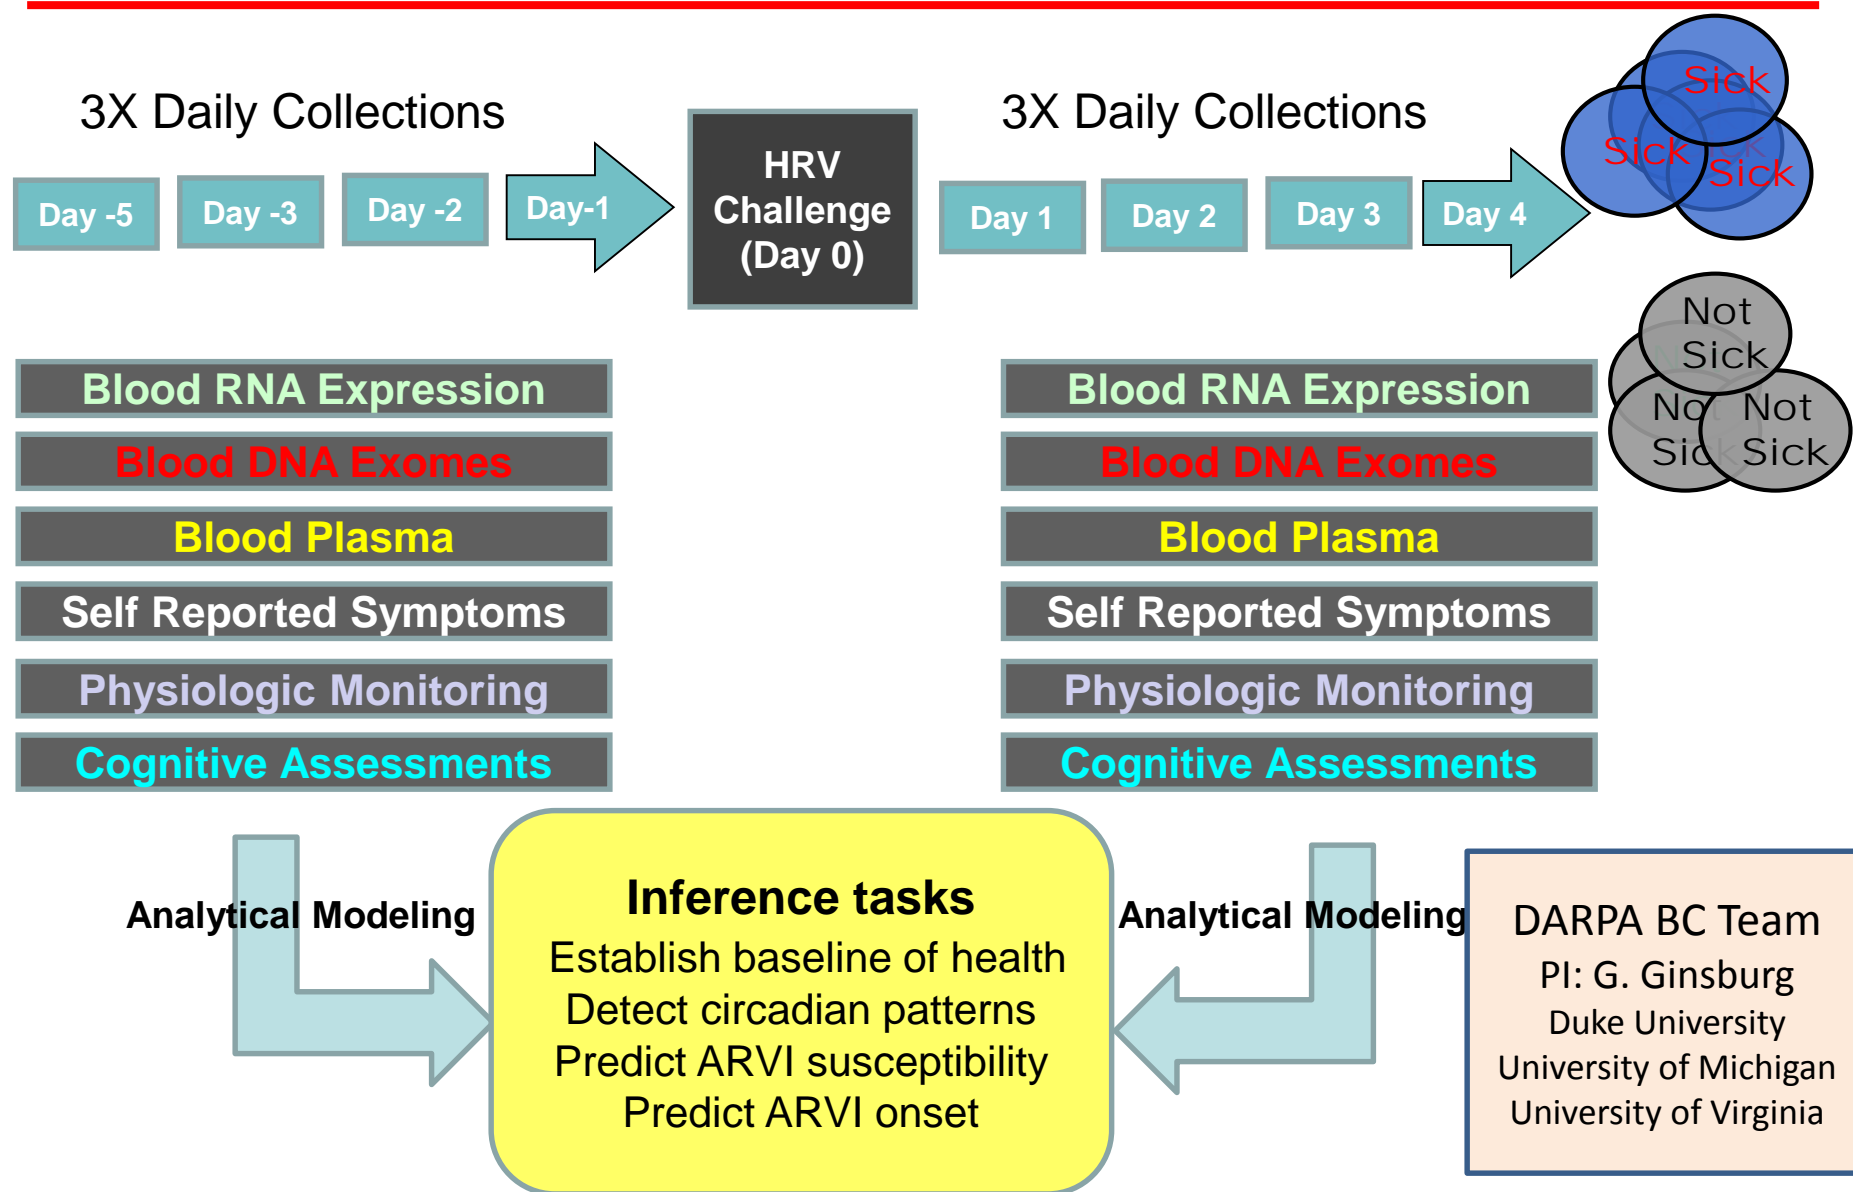 3X Daily Collections
Day -5
Day -3
Day -2
Day-1
HRV
Challenge
(Day 0)
3X Daily Collections
Day 1
Day 2
Day 3
Day 4
Sick
Sick
Sick
Not
Sick
Not
Sick
Not
Sick
Blood RNA Expression
Blood DNA Exomes
Blood Plasma
Self Reported Symptoms
Physiologic Monitoring
Cognitive Assessments
Blood RNA Expression
Blood DNA Exomes
Blood Plasma
Self Reported Symptoms
Physiologic Monitoring
Cognitive Assessments
Analytical Modeling
Inference tasks
Establish baseline of health
Detect circadian patterns
Predict ARVI susceptibility
Predict ARVI onset
Analytical Modeling
DARPA BC Team
PI: G. Ginsburg
Duke University
University of Michigan
University of Virginia